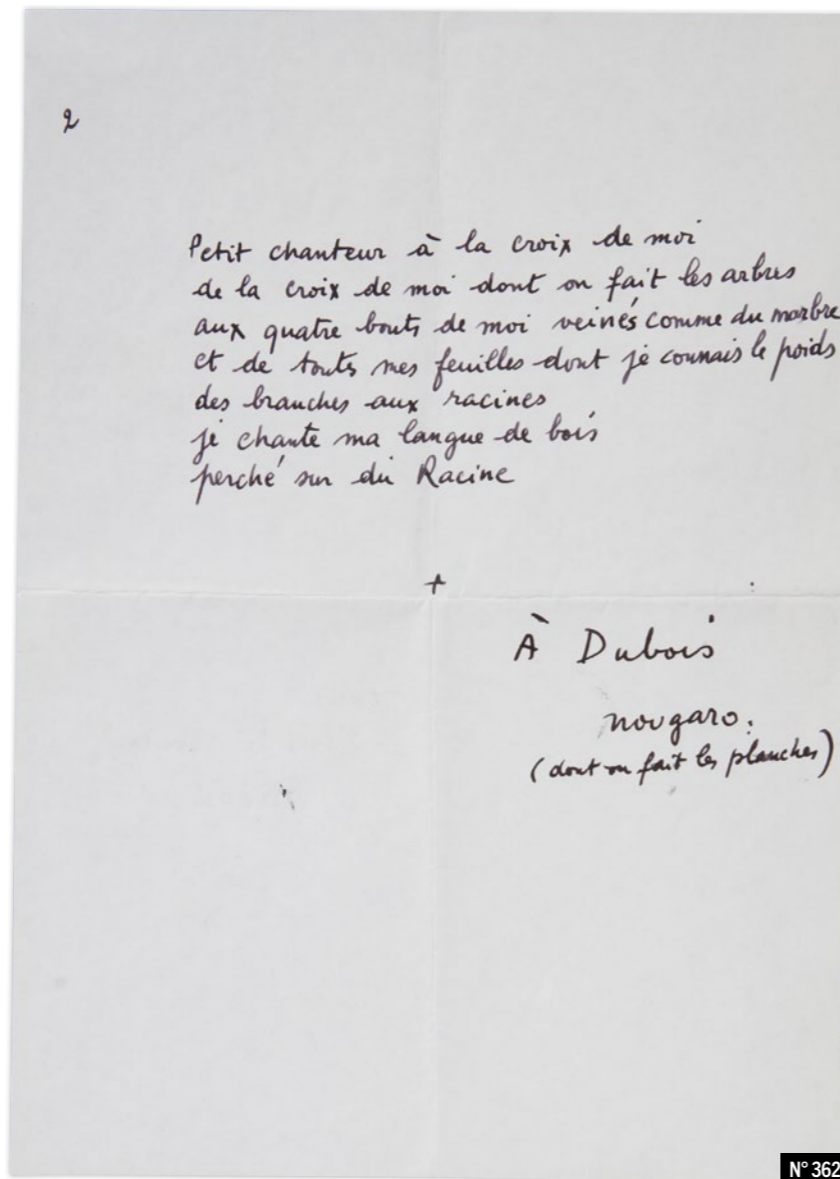 2
Petit chanteur à la croix de moi
de la croix de moi dont on fait les arbres
aux quatre bouts de moi veinés comme du marbre
et de toutes mes feuilles dont je connais le poids
des branches aux racines
je chante ma langue de bois
perché sur du Racine
+
À Dubois
nougaro.
(dont on fait les planches)
N° 362